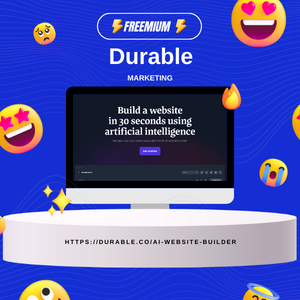 FREEMIUM
Durable
MARKETING
Build a website
in 30 seconds using
artificial intelligence
HTTPS://DURABLE.CO/AI-WEBSITE-BUILDER